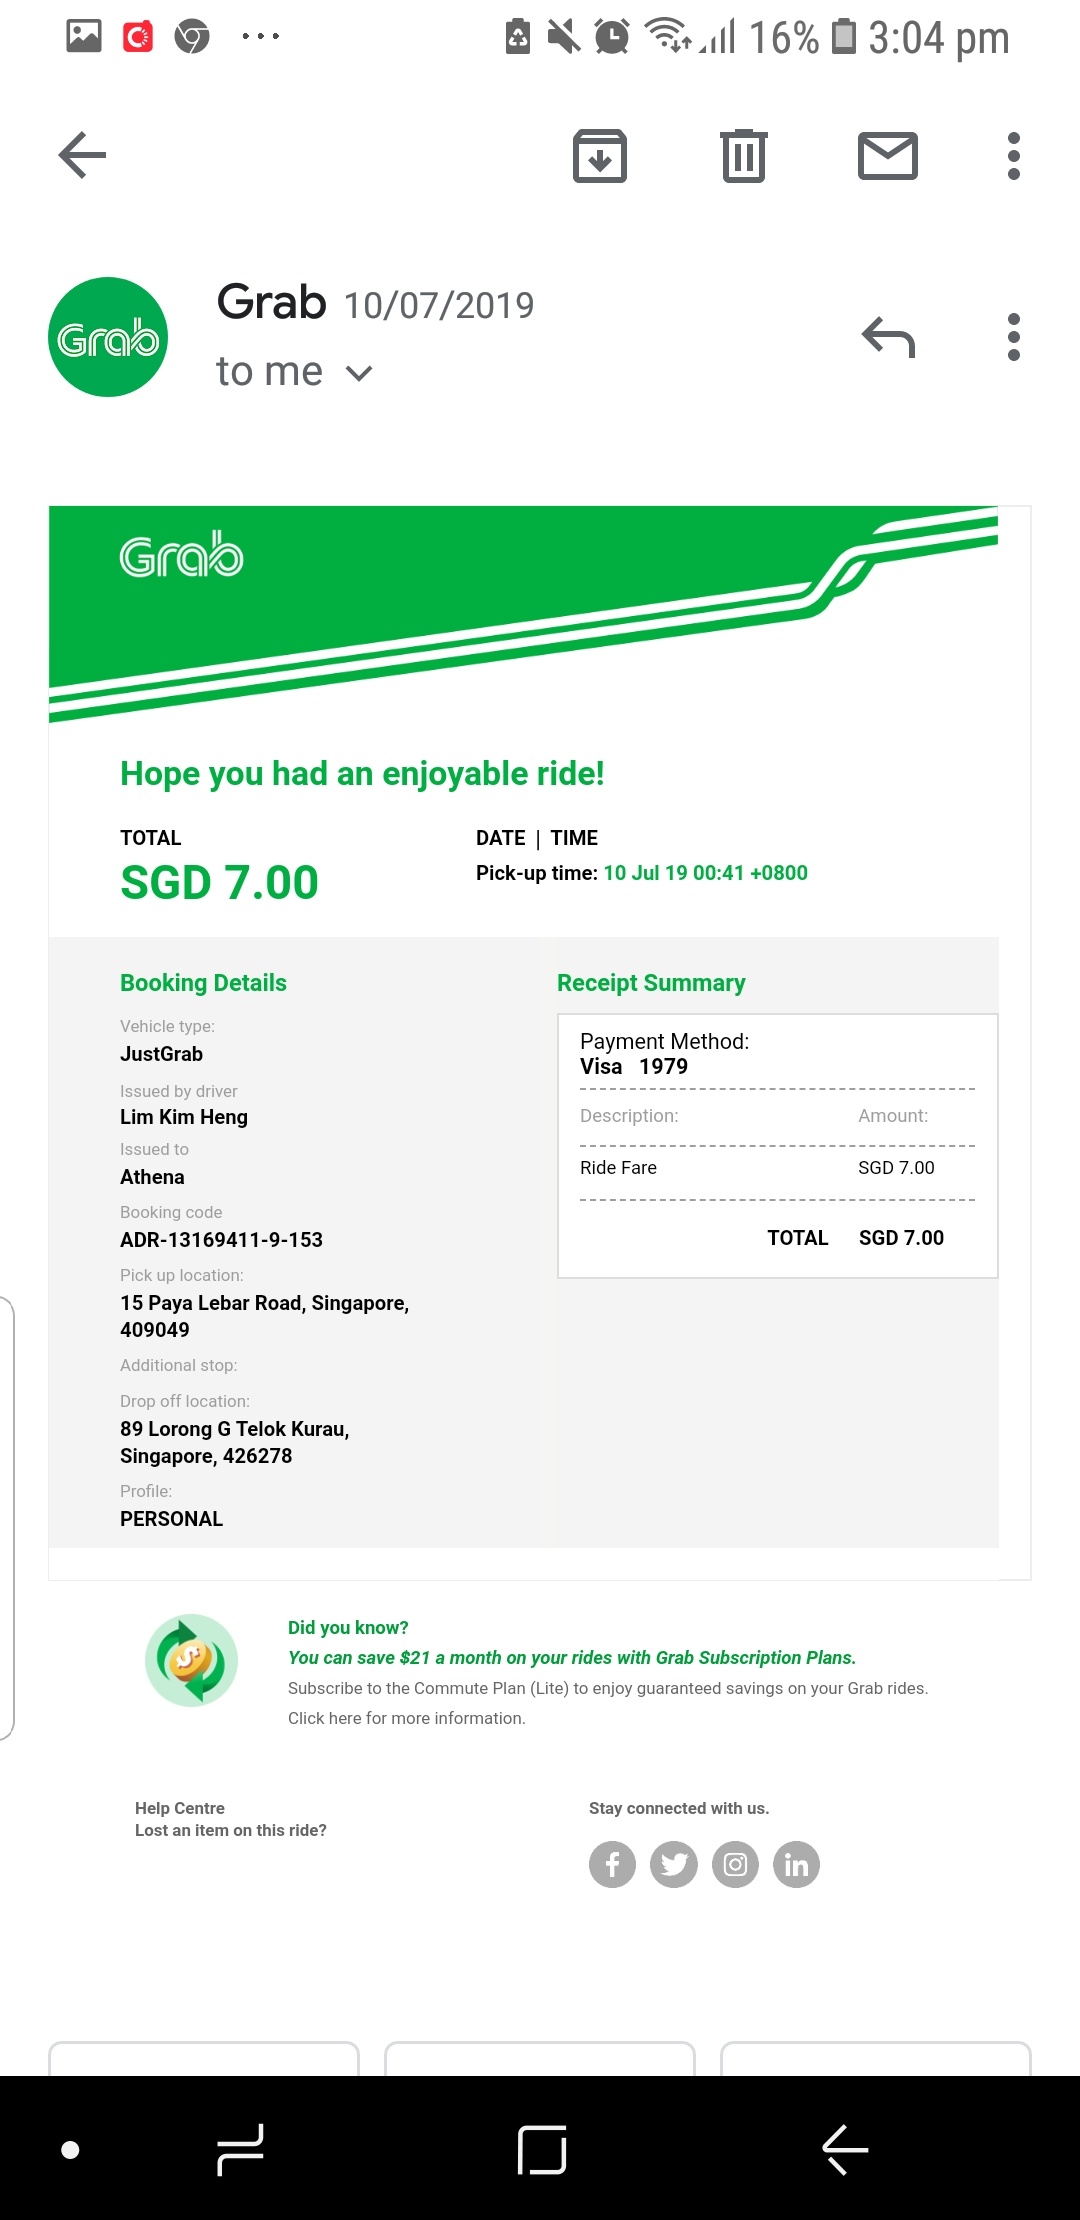 16% 3:04 pm
Grab 10/07/2019
Grab
to me
Grab
Hope you had an enjoyable ride!
TOTAL
SGD 7.00
DATE | TIME
Pick-up time: 10 Jul 19 00:41 +0800
Booking Details
Vehicle type:
JustGrab
Issued by driver
Lim Kim Heng
Issued to
Athena
Booking code
ADR-13169411-9-153
Pick up location:
15 Paya Lebar Road, Singapore,
409049
Additional stop:
Drop off location:
89 Lorong G Telok Kurau,
Singapore, 426278
Profile:
PERSONAL
Receipt Summary
Payment Method:
Visa 1979
Description: Amount:
Ride Fare SGD 7.00
TOTAL SGD 7.00
Did you know?
You can save $21 a month on your rides with Grab Subscription Plans.
Subscribe to the Commute Plan (Lite) to enjoy guaranteed savings on your Grab rides.
Click here for more information.
Help Centre
Lost an item on this ride?
Stay connected with us.